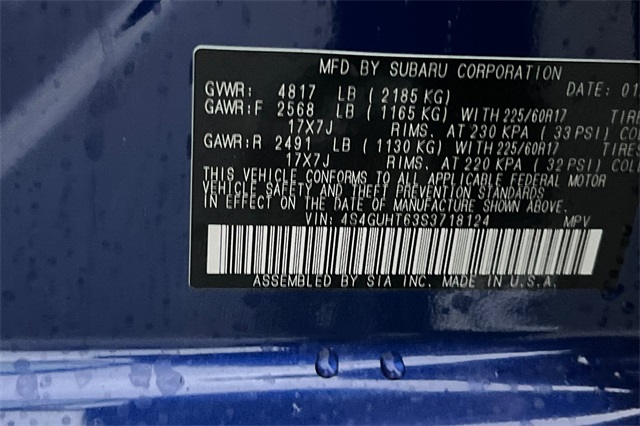 MFD BY SUBARU CORPORATION
GVWR: 4817 LB ( 2185 KG) DATE: 01
GAWR:F 2568 LB ( 1165 KG) WITH 225/60R17 TIRE
17X7J RIMS. AT 230 KPA ( 33 PSI) COL
GAWR:R 2491 LB ( 1130 KG) WITH 225/60R17 TIRES
17X7J RIMS. AT 220 KPA ( 32 PSI) COL
THIS VEHICLE CONFORMS TO ALL APPLICABLE FEDERAL MOTOR
VEHICLE SAFETY AND THEFT PREVENTION STANDARDS
IN EFFECT ON THE DATE OF MANUFACTURE SHOWN ABOVE.
VIN: 4S4GUHT63S3718124 MPV
ASSEMBLED BY SIA INC. MADE IN U.S.A.